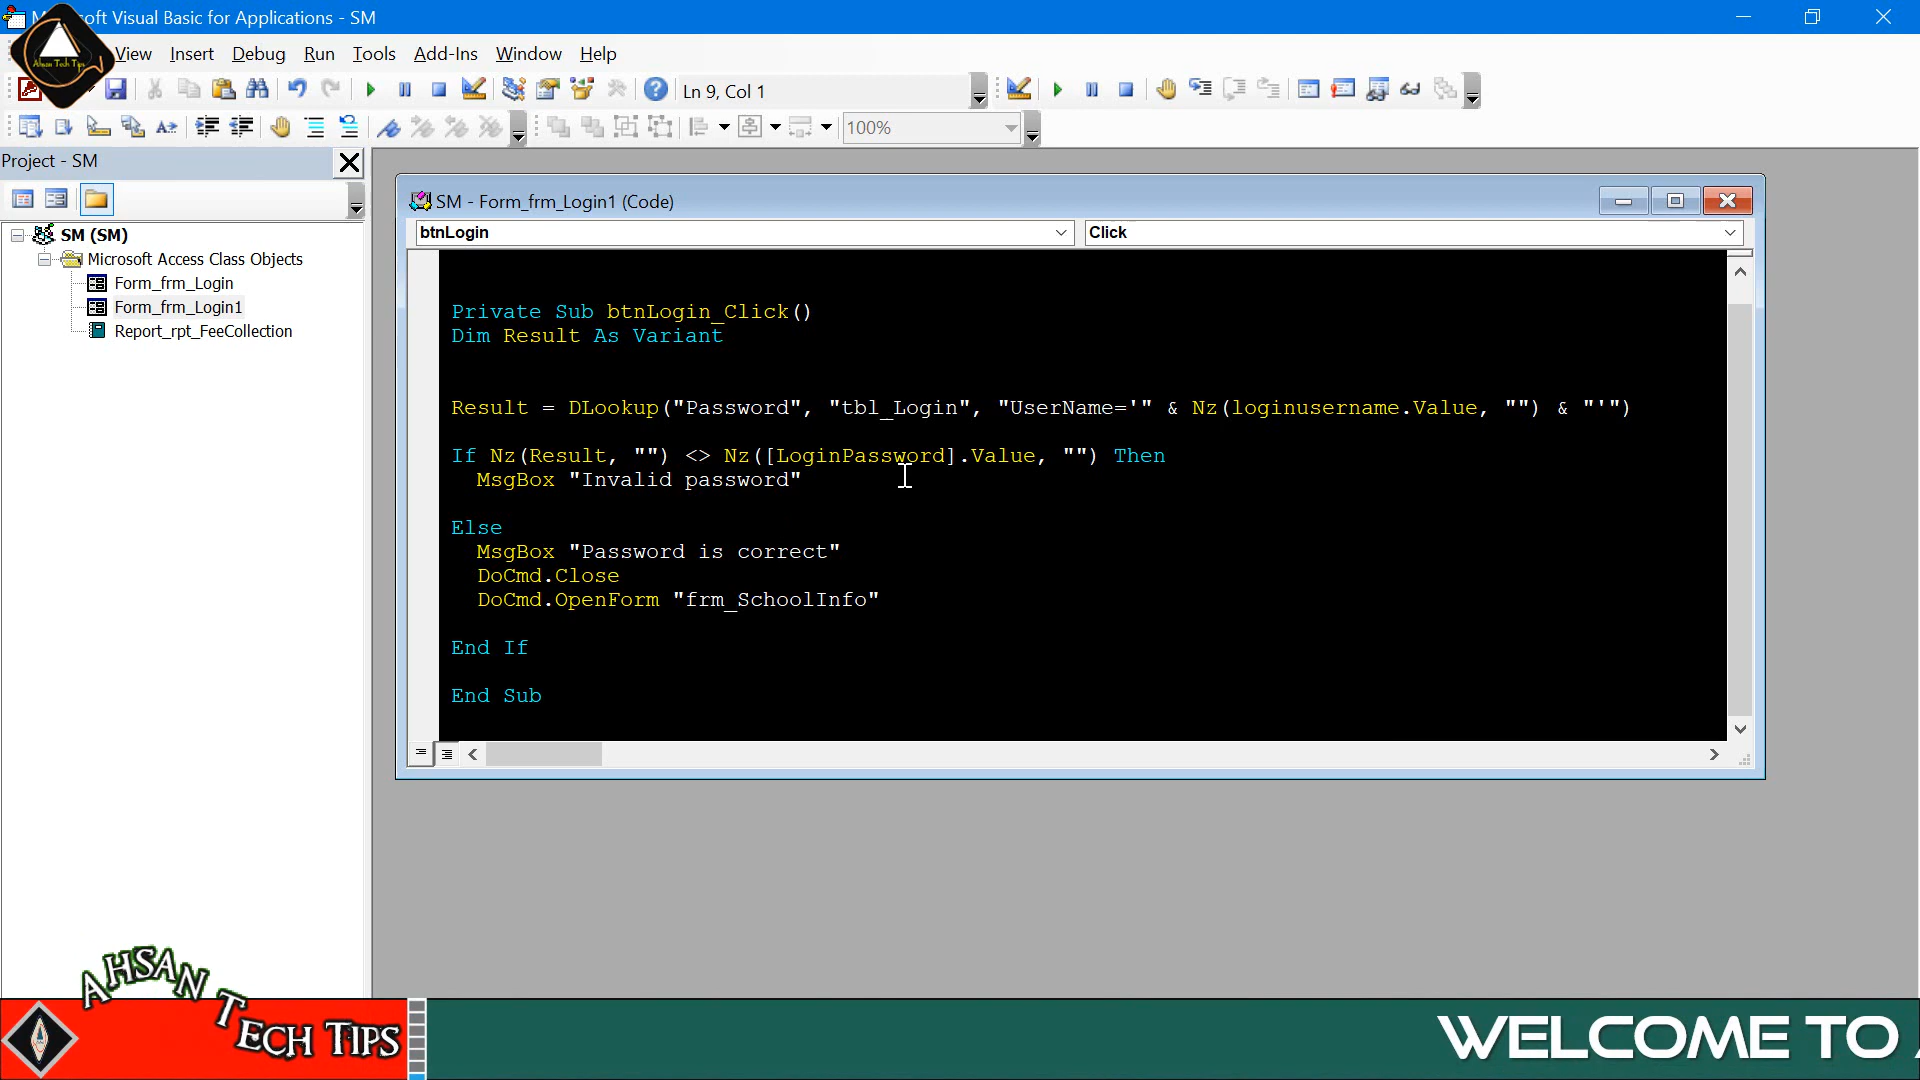 Microsoft Visual Basic for Applications - SM
View Insert Debug Run Tools Add-Ins Window Help
Ahsan Tech Tips
Ln 9, Col 1
100%
Project - SM
SM (SM)
Microsoft Access Class Objects
Form_frm_Login
Form_frm_Login1
Report_rpt_FeeCollection
SM - Form_frm_Login1 (Code)
btnLogin
Click
Private Sub btnLogin_Click()
Dim Result As Variant
Result = DLookup("Password", "tbl_Login", "UserName='" & Nz(loginusername.Value, "") & "'")
If Nz(Result, "") <> Nz([LoginPassword].Value, "") Then
MsgBox "Invalid password"
Else
MsgBox "Password is correct"
DoCmd.Close
DoCmd.OpenForm "frm_SchoolInfo"
End If
End Sub
AHSAN TECH TIPS
WELCOME TO